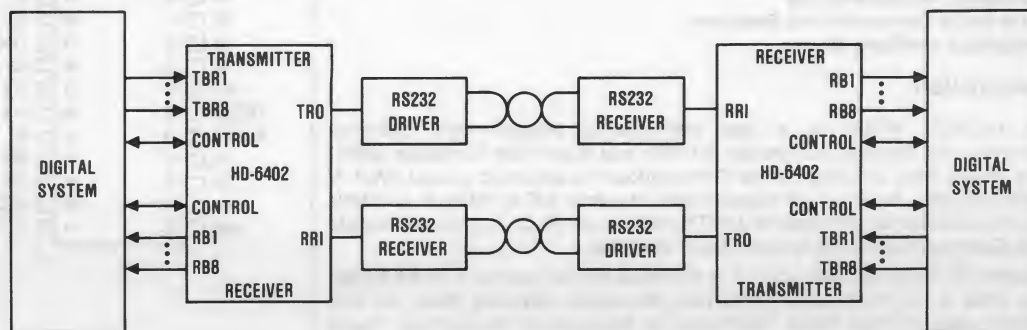 DIGITAL
SYSTEM
TRANSMITTER
TBR1
TBR8
CONTROL
HD-6402
CONTROL
RB1
RB8
RECEIVER
TRO
RRI
RS232
DRIVER
RS232
RECEIVER
RS232
RECEIVER
RS232
DRIVER
RECEIVER
RB1
RB8
RRI
CONTROL
HD-6402
CONTROL
TRO
TBR1
TBR8
TRANSMITTER
DIGITAL
SYSTEM